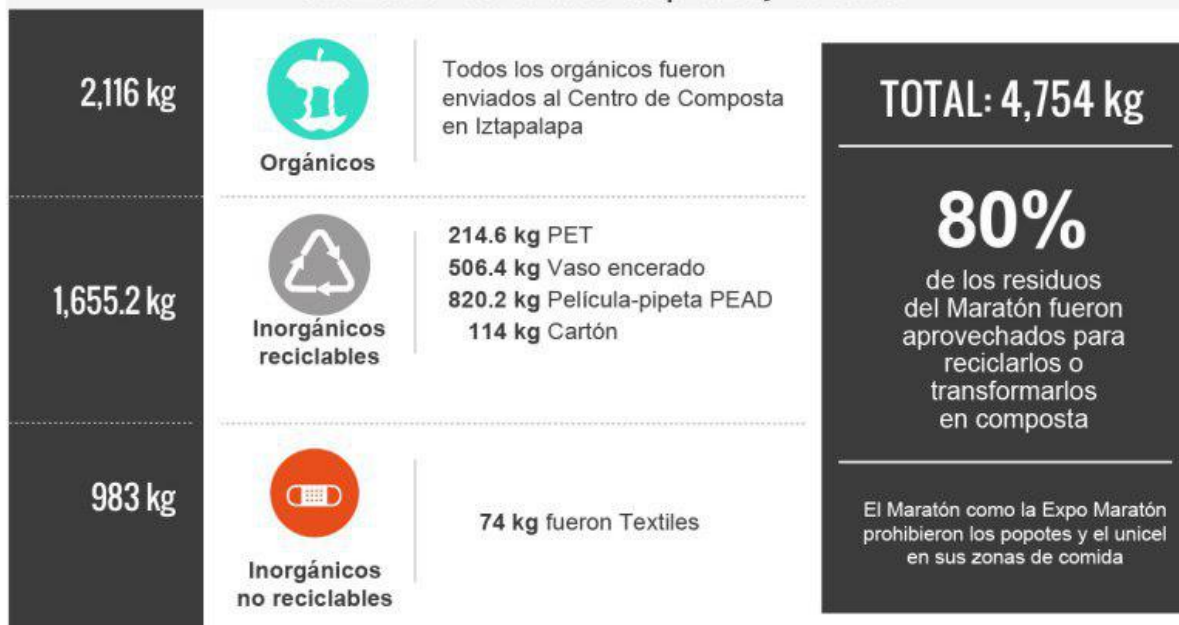 2,116 kg
Orgánicos
Todos los orgánicos fueron
enviados al Centro de Composta
en Iztapalapa
1,655.2 kg
Inorgánicos
reciclables
214.6 kg PET
506.4 kg Vaso encerado
820.2 kg Película-pipeta PEAD
114 kg Cartón
983 kg
Inorgánicos
no reciclables
74 kg fueron Textiles
TOTAL: 4,754 kg
80%
de los residuos
del Maratón fueron
aprovechados para
reciclarlos o
transformarlos
en composta
El Maratón como la Expo Maratón
prohibieron los popotes y el unicel
en sus zonas de comida